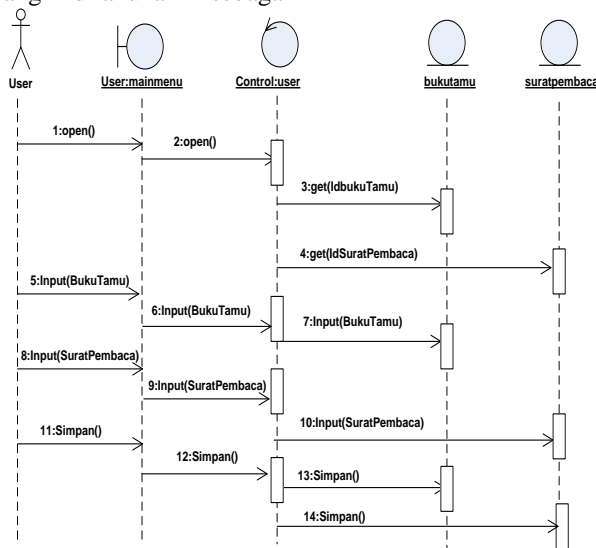 User
User:mainmenu
Control:user
bukutamu
suratpembaca
1:open()
2:open()
3:get(IdbukuTamu)
4:get(IdSuratPembaca)
5:Input(BukuTamu)
6:Input(BukuTamu)
7:Input(BukuTamu)
8:Input(SuratPembaca)
9:Input(SuratPembaca)
10:Input(SuratPembaca)
11:Simpan()
12:Simpan()
13:Simpan()
14:Simpan()